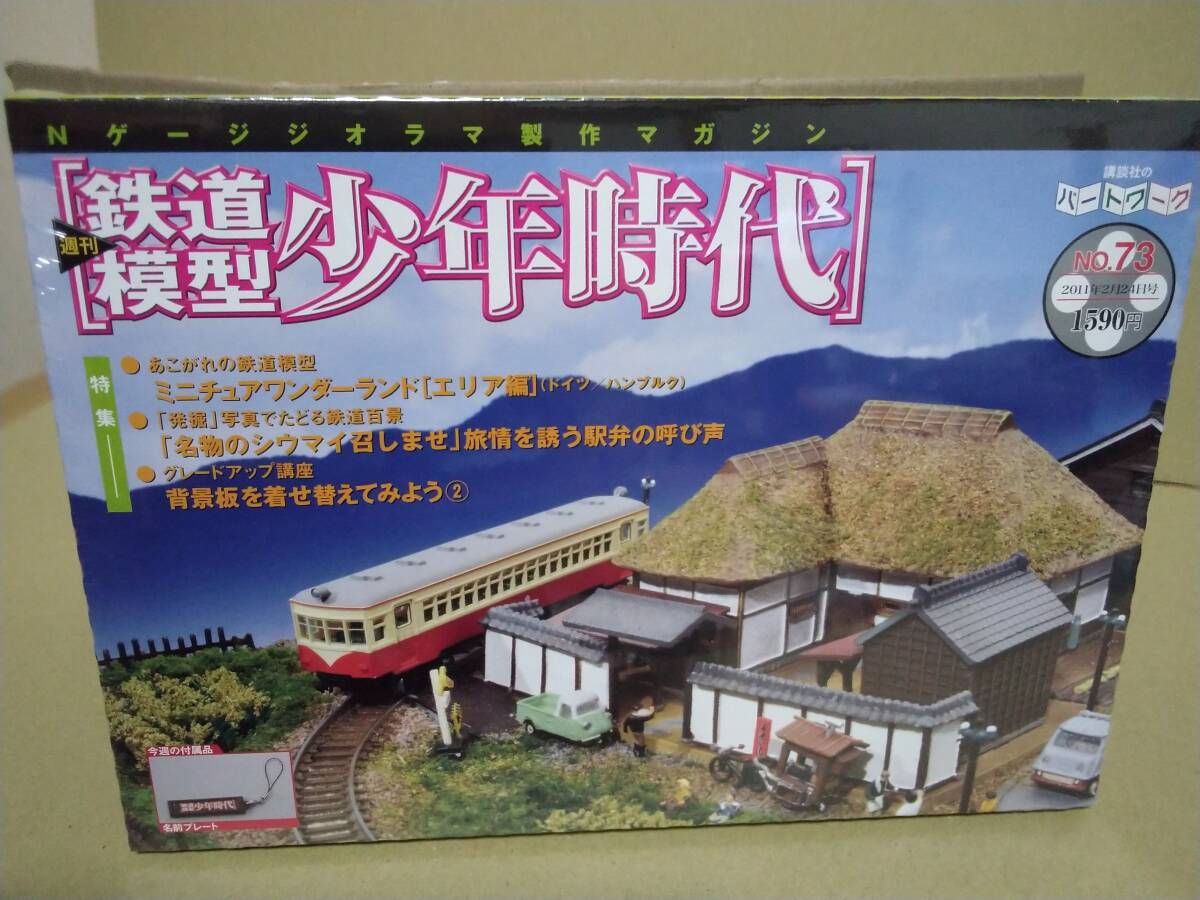 Nゲージジオラマ製作マガジン
週刊
鉄道
模型
少年時代
講談社の
パートワーク
NO.73
2011年2月24日号
1590円
特集
●あこがれの鉄道模型
ミニチュアワンダーランド[エリア編](ドイツ/ハンブルク)
●「発掘」写真でたどる鉄道百景
「名物のシウマイ召しませ」旅情を誘う駅弁の呼び声
●グレードアップ講座
背景板を着せ替えてみよう②
今週の付属品
鉄道模型少年時代
名前プレート